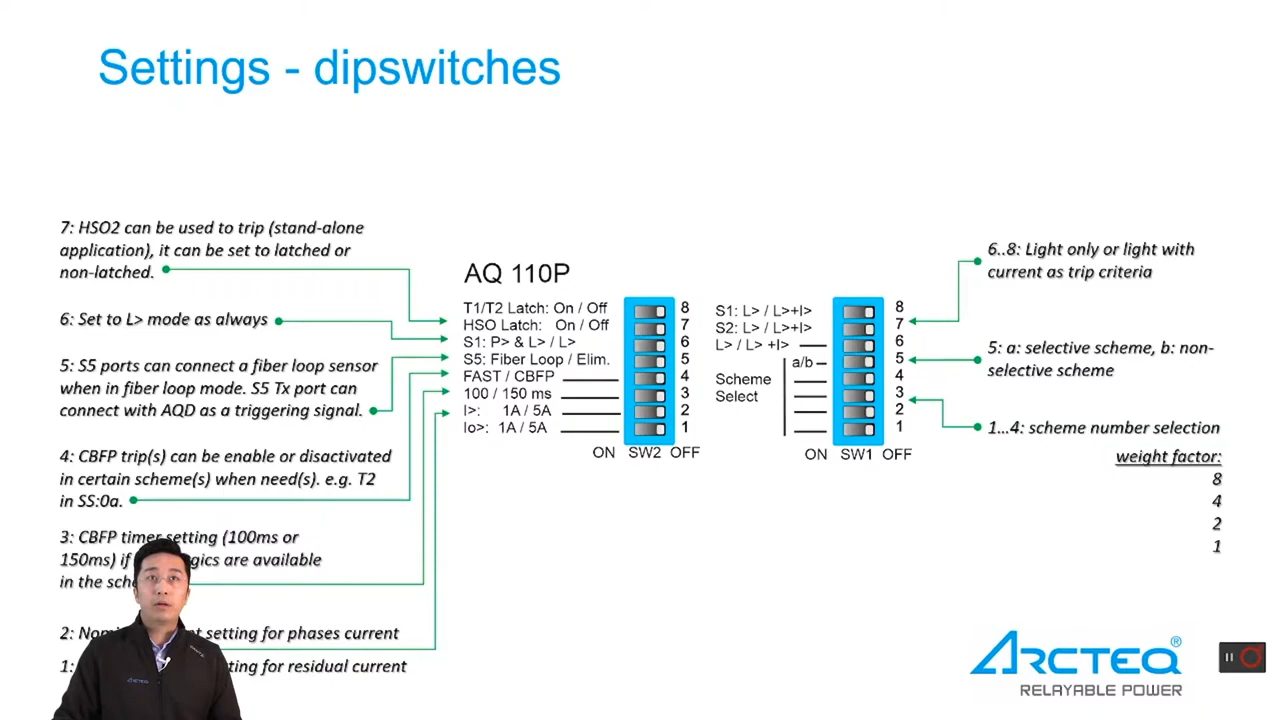 Settings - dipswitches
7: HSO2 can be used to trip (stand-alone
application), it can be set to latched or
non-latched.
6: Set to L> mode as always
5: S5 ports can connect a fiber loop sensor
when in fiber loop mode. S5 Tx port can
connect with AQD as a triggering signal.
4: CBFP trip(s) can be enable or disactivated
in certain scheme(s) when need(s). e.g. T2
in SS:0a.
3: CBFP timer setting (100ms or
150ms) if gics are available
in the sch
2: Nom t setting for phases current
1: ting for residual current
AQ 110P
T1/T2 Latch: On / Off 8
HSO Latch: On / Off 7
S1: P> & L> / L> 6
S5: Fiber Loop / Elim. 5
FAST / CBFP 4
100 / 150 ms 3
I>: 1A / 5A 2
Io>: 1A / 5A 1
ON SW2 OFF
S1: L> / L>+I> 8
S2: L> / L>+I> 7
L> / L> +I> 6
a/b 5
Scheme 4
Select 3
2
1
ON SW1 OFF
6..8: Light only or light with
current as trip criteria
5: a: selective scheme, b: non-
selective scheme
1...4: scheme number selection
weight factor:
8
4
2
1
ARCTEQ
ARCTEQ®
RELAYABLE POWER